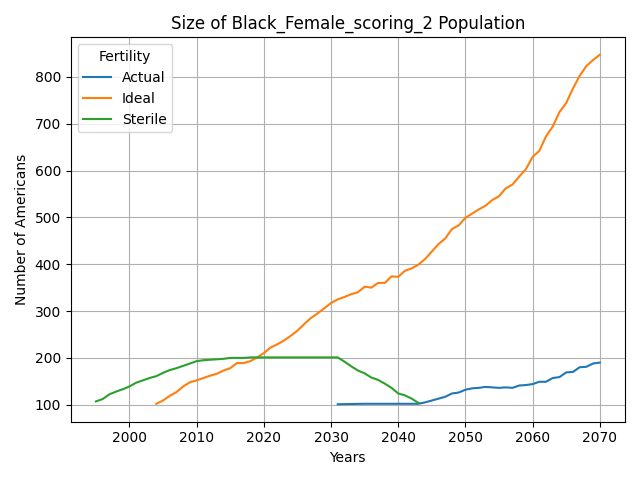 Size of Black_Female_scoring_2 Population
Fertility
Actual
Ideal
Sterile
Number of Americans
800
700
600
500
400
300
200
100
2000 2010 2020 2030 2040 2050 2060 2070
Years